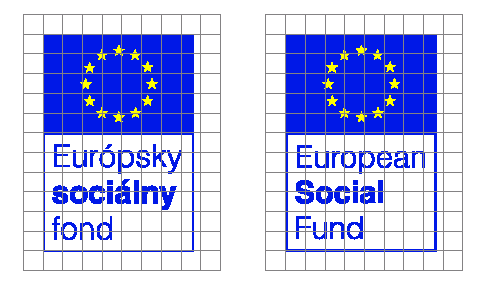 Európsky
sociálny
fond
European
Social
Fund